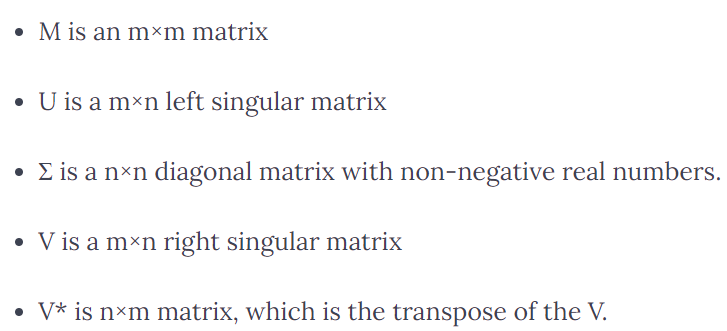 • M is an m×m matrix
• U is a m×n left singular matrix
• Σ is a n×n diagonal matrix with non-negative real numbers.
• V is a m×n right singular matrix
• V* is n×m matrix, which is the transpose of the V.